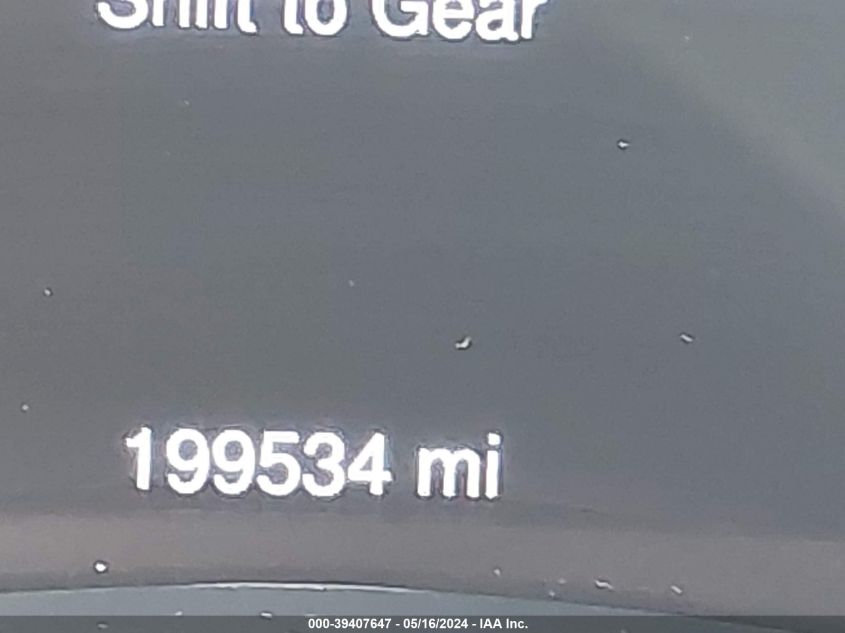 Shift to Gear
199534 mi
000-39407647 - 05/16/2024 - IAA Inc.